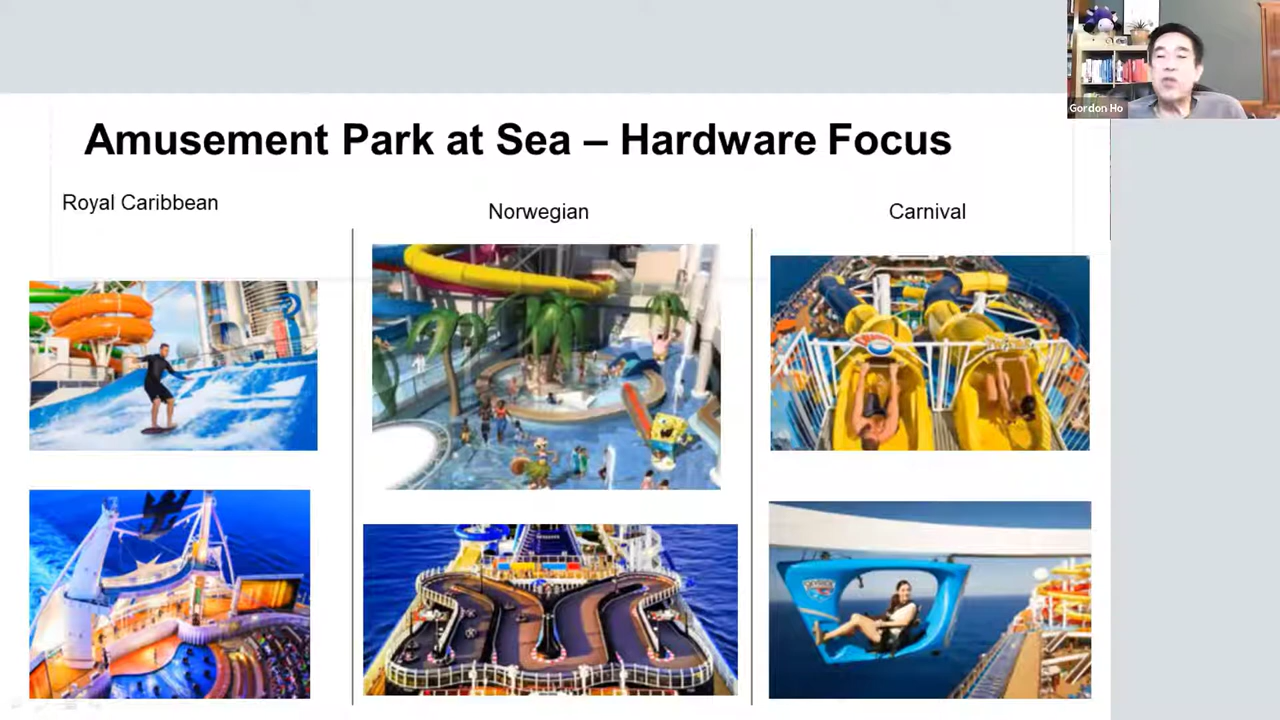 Gordon Ho
Amusement Park at Sea – Hardware Focus
Royal Caribbean
Norwegian
Carnival